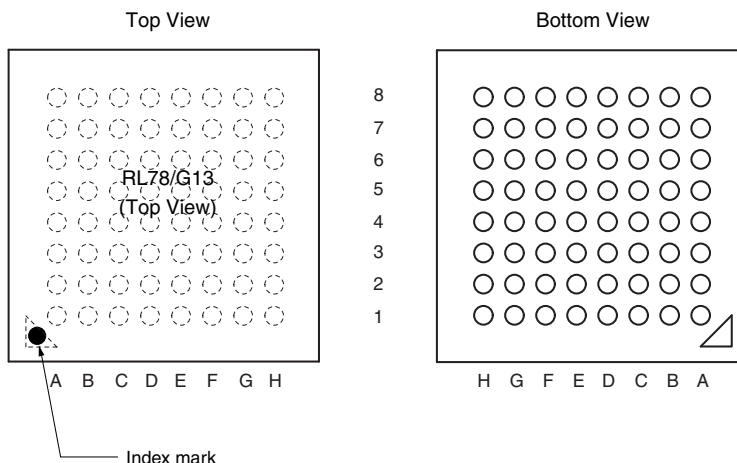 Top View
Bottom View
RL78/G13
(Top View)
8
7
6
5
4
3
2
1
A B C D E F G H
H G F E D C B A
Index mark